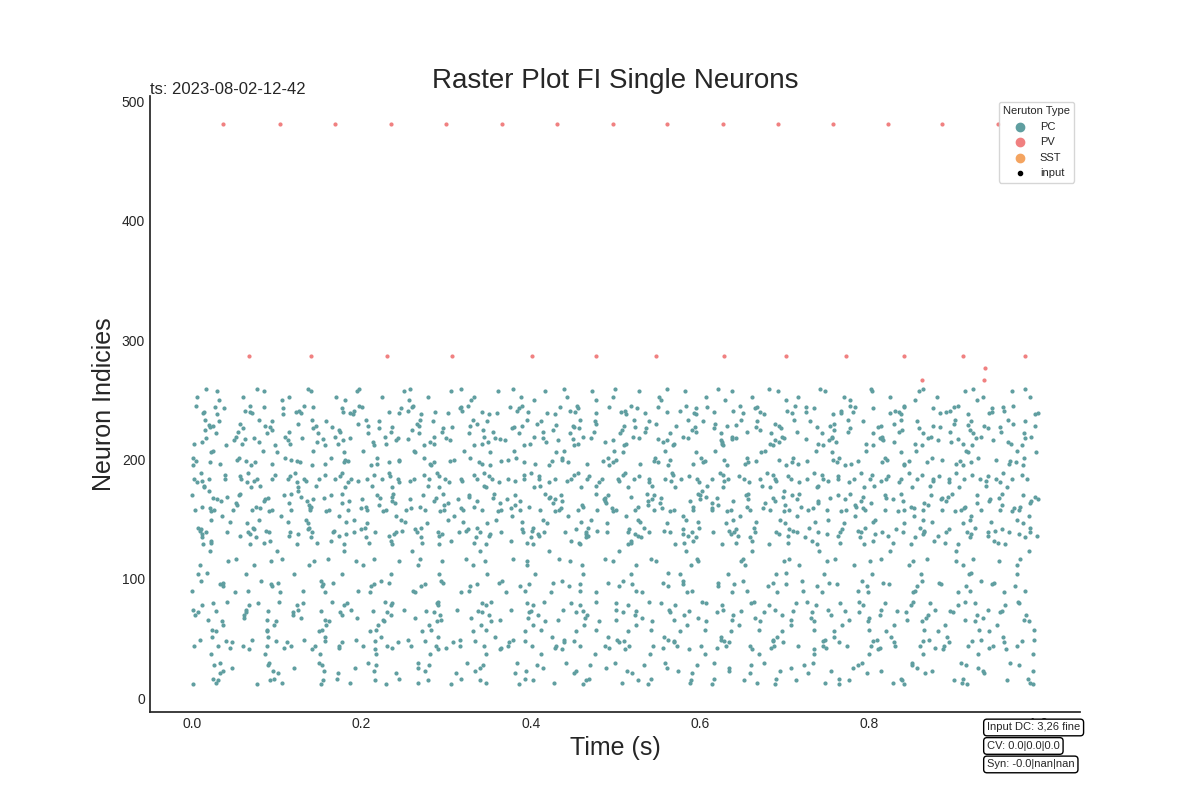 Raster Plot FI Single Neurons
ts: 2023-08-02-12-42
500
400
300
200
100
0
Neuron Indicies
Neruton Type
PC
PV
SST
input
0.0
0.2
0.4
0.6
0.8
Time (s)
Input DC: 3,26 fine
CV: 0.0|0.0|0.0
Syn: -0.0|nan|nan